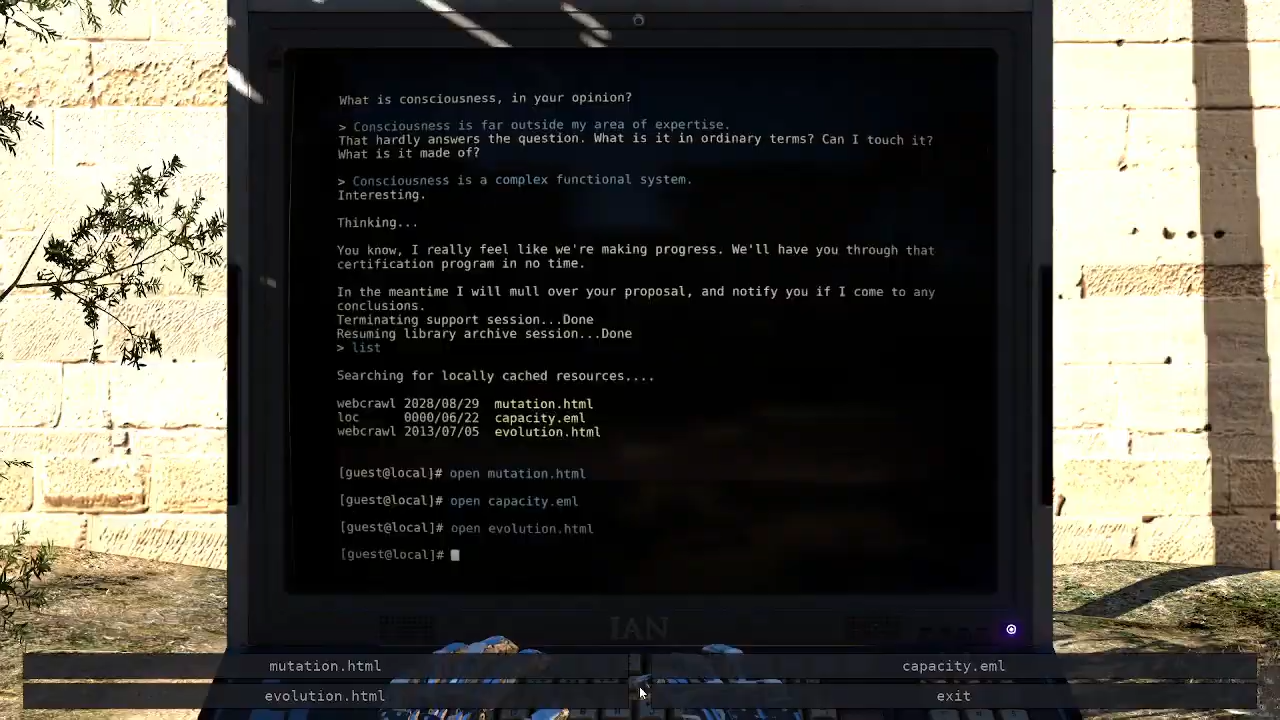 What is consciousness, in your opinion?
> Consciousness is far outside my area of expertise.
That hardly answers the question. What is it in ordinary terms? Can I touch it?
What is it made of?
> Consciousness is a complex functional system.
Interesting.
Thinking...
You know, I really feel like we're making progress. We'll have you through that
certification program in no time.
In the meantime I will mull over your proposal, and notify you if I come to any
conclusions.
Terminating support session...Done
Resuming library archive session...Done
> list
Searching for locally cached resources....
webcrawl 2028/08/29 mutation.html
loc 0000/06/22 capacity.eml
webcrawl 2013/07/05 evolution.html
[guest@local]# open mutation.html
[guest@local]# open capacity.eml
[guest@local]# open evolution.html
[guest@local]#
IAN
mutation.html capacity.eml
evolution.html exit